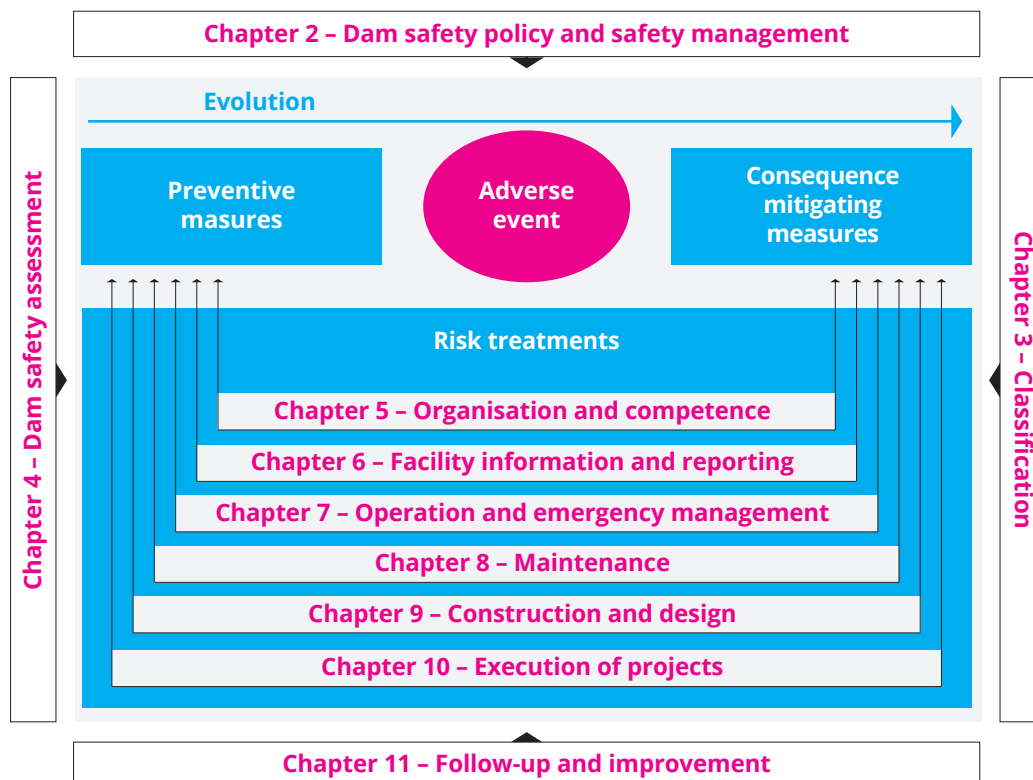 Chapter 2 – Dam safety policy and safety management
Chapter 4 – Dam safety assessment
Evolution
Preventive
masures
Adverse
event
Consequence
mitigating
measures
Risk treatments
Chapter 5 – Organisation and competence
Chapter 6 – Facility information and reporting
Chapter 7 – Operation and emergency management
Chapter 8 – Maintenance
Chapter 9 – Construction and design
Chapter 10 – Execution of projects
Chapter 3 – Classification
Chapter 11 – Follow-up and improvement